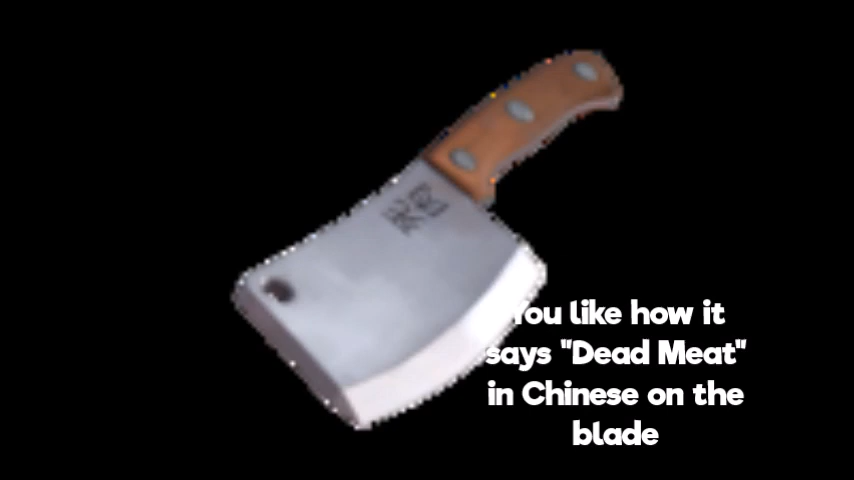 You like how it
says "Dead Meat"
in Chinese on the
blade